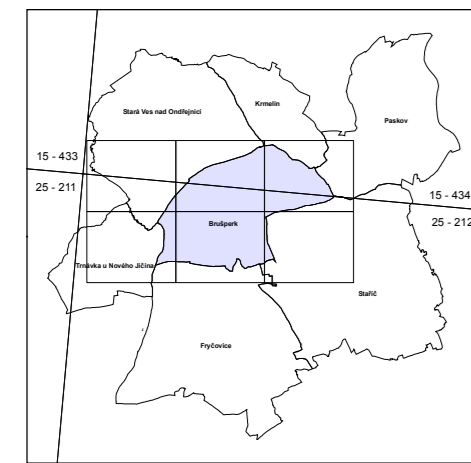 Stará Ves nad Ondřejnicí
Krmelín
Paskov
15 - 433
25 - 211
15 - 434
25 - 212
Brušperk
Trnávka u Nového Jičína
Staříč
Fryčovice